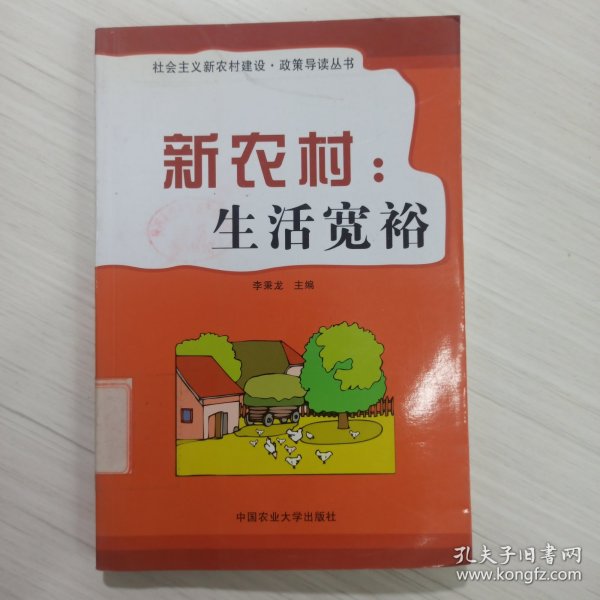 社会主义新农村建设·政策导读丛书
新农村：
生活宽裕
李秉龙 主编
中国农业大学出版社
孔夫子旧书网
www.kongfz.com